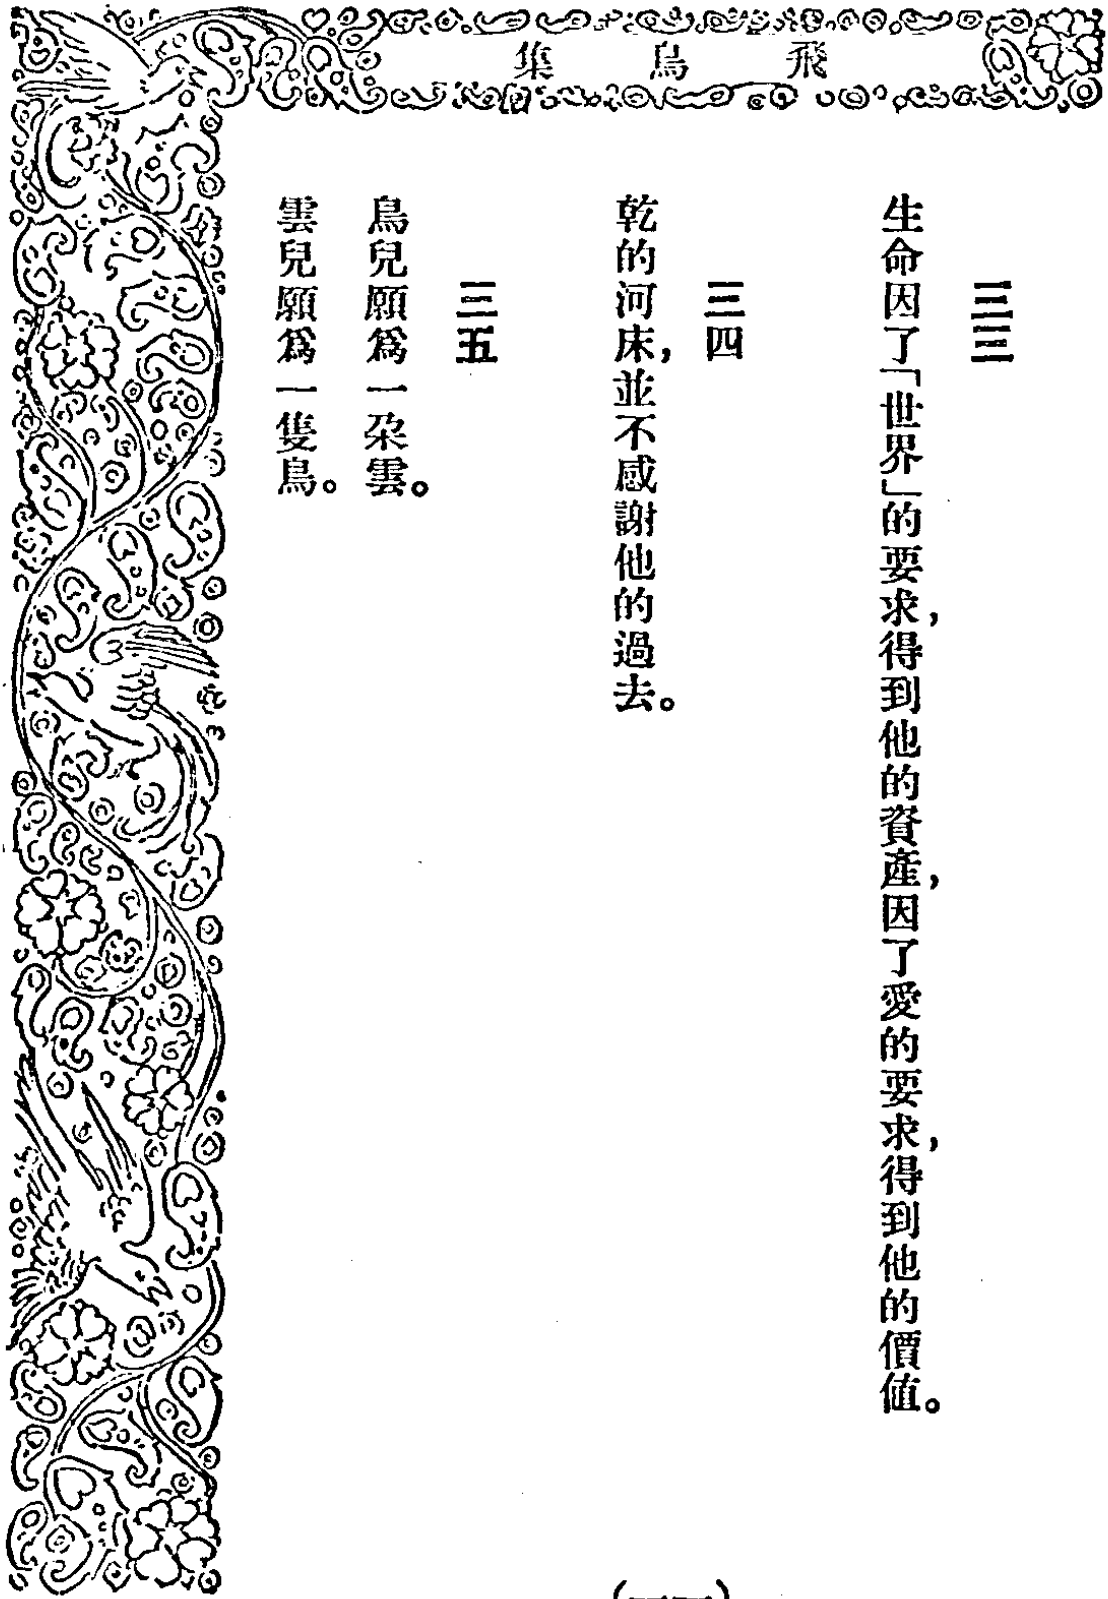 飛鳥集
三三
生命因了「世界」的要求，得到他的資產，因了愛的要求，得到他的價値。
三四
乾的河床，並不感謝他的過去。
三五
鳥兒願爲一朶雲。
雲兒願爲一隻鳥。